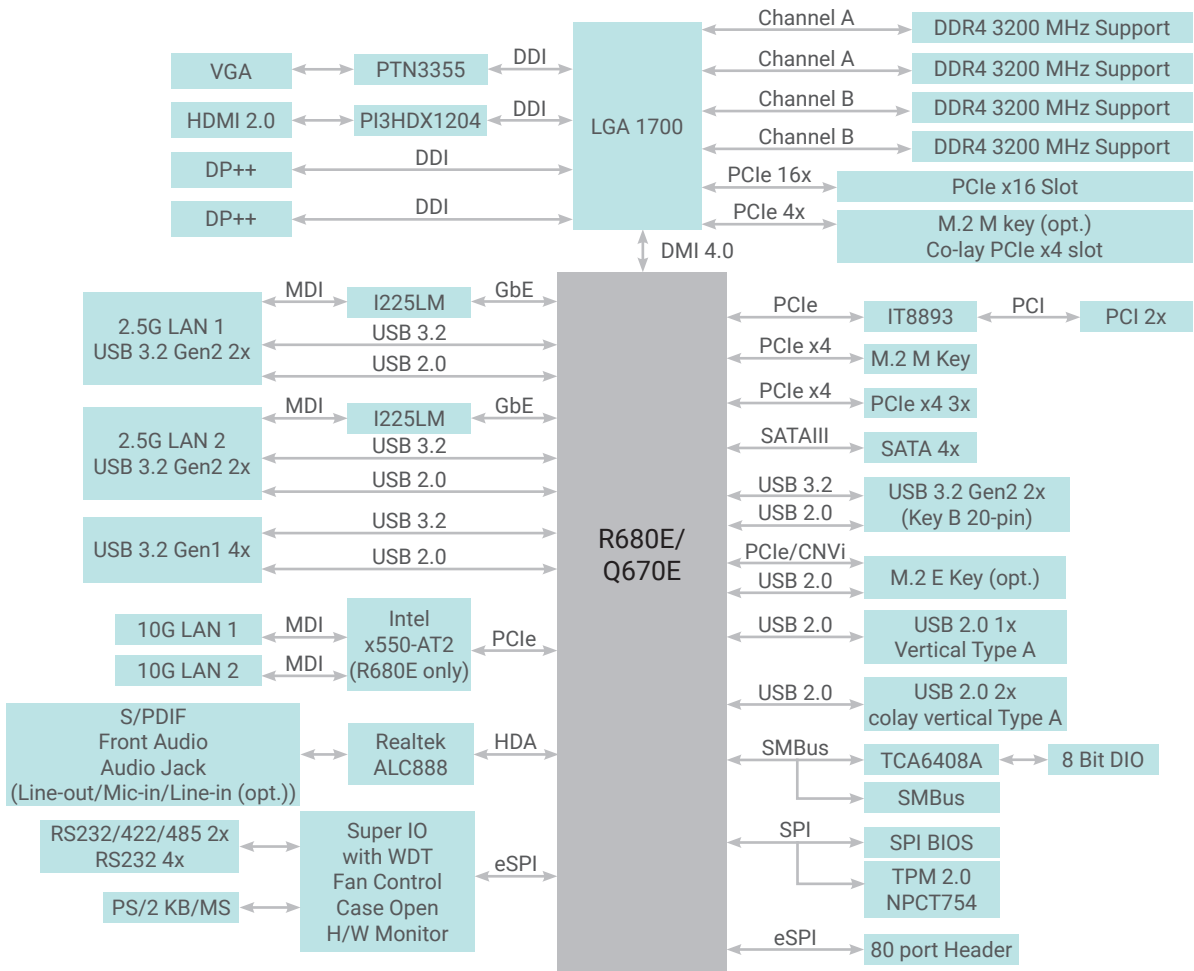 VGA
PTN3355
DDI
HDMI 2.0
PI3HDX1204
DDI
DP++
DDI
DP++
DDI
LGA 1700
Channel A
DDR4 3200 MHz Support
Channel A
DDR4 3200 MHz Support
Channel B
DDR4 3200 MHz Support
Channel B
DDR4 3200 MHz Support
PCIe 16x
PCIe x16 Slot
PCIe 4x
M.2 M key (opt.)
Co-lay PCIe x4 slot
DMI 4.0
2.5G LAN 1
USB 3.2 Gen2 2x
MDI
I225LM
GbE
USB 3.2
USB 2.0
2.5G LAN 2
USB 3.2 Gen2 2x
MDI
I225LM
GbE
USB 3.2
USB 2.0
USB 3.2 Gen1 4x
USB 3.2
USB 2.0
10G LAN 1
MDI
10G LAN 2
MDI
Intel
x550-AT2
(R680E only)
PCIe
S/PDIF
Front Audio
Audio Jack
(Line-out/Mic-in/Line-in (opt.))
Realtek
ALC888
HDA
RS232/422/485 2x
RS232 4x
PS/2 KB/MS
Super IO
with WDT
Fan Control
Case Open
H/W Monitor
eSPI
R680E/
Q670E
PCIe
IT8893
PCI
PCI 2x
PCIe x4
M.2 M Key
PCIe x4
PCIe x4 3x
SATAIII
SATA 4x
USB 3.2
USB 2.0
USB 3.2 Gen2 2x
(Key B 20-pin)
PCIe/CNVi
USB 2.0
M.2 E Key (opt.)
USB 2.0
USB 2.0 1x
Vertical Type A
USB 2.0
USB 2.0 2x
colay vertical Type A
SMBus
TCA6408A
8 Bit DIO
SMBus
SPI
SPI BIOS
TPM 2.0
NPCT754
eSPI
80 port Header